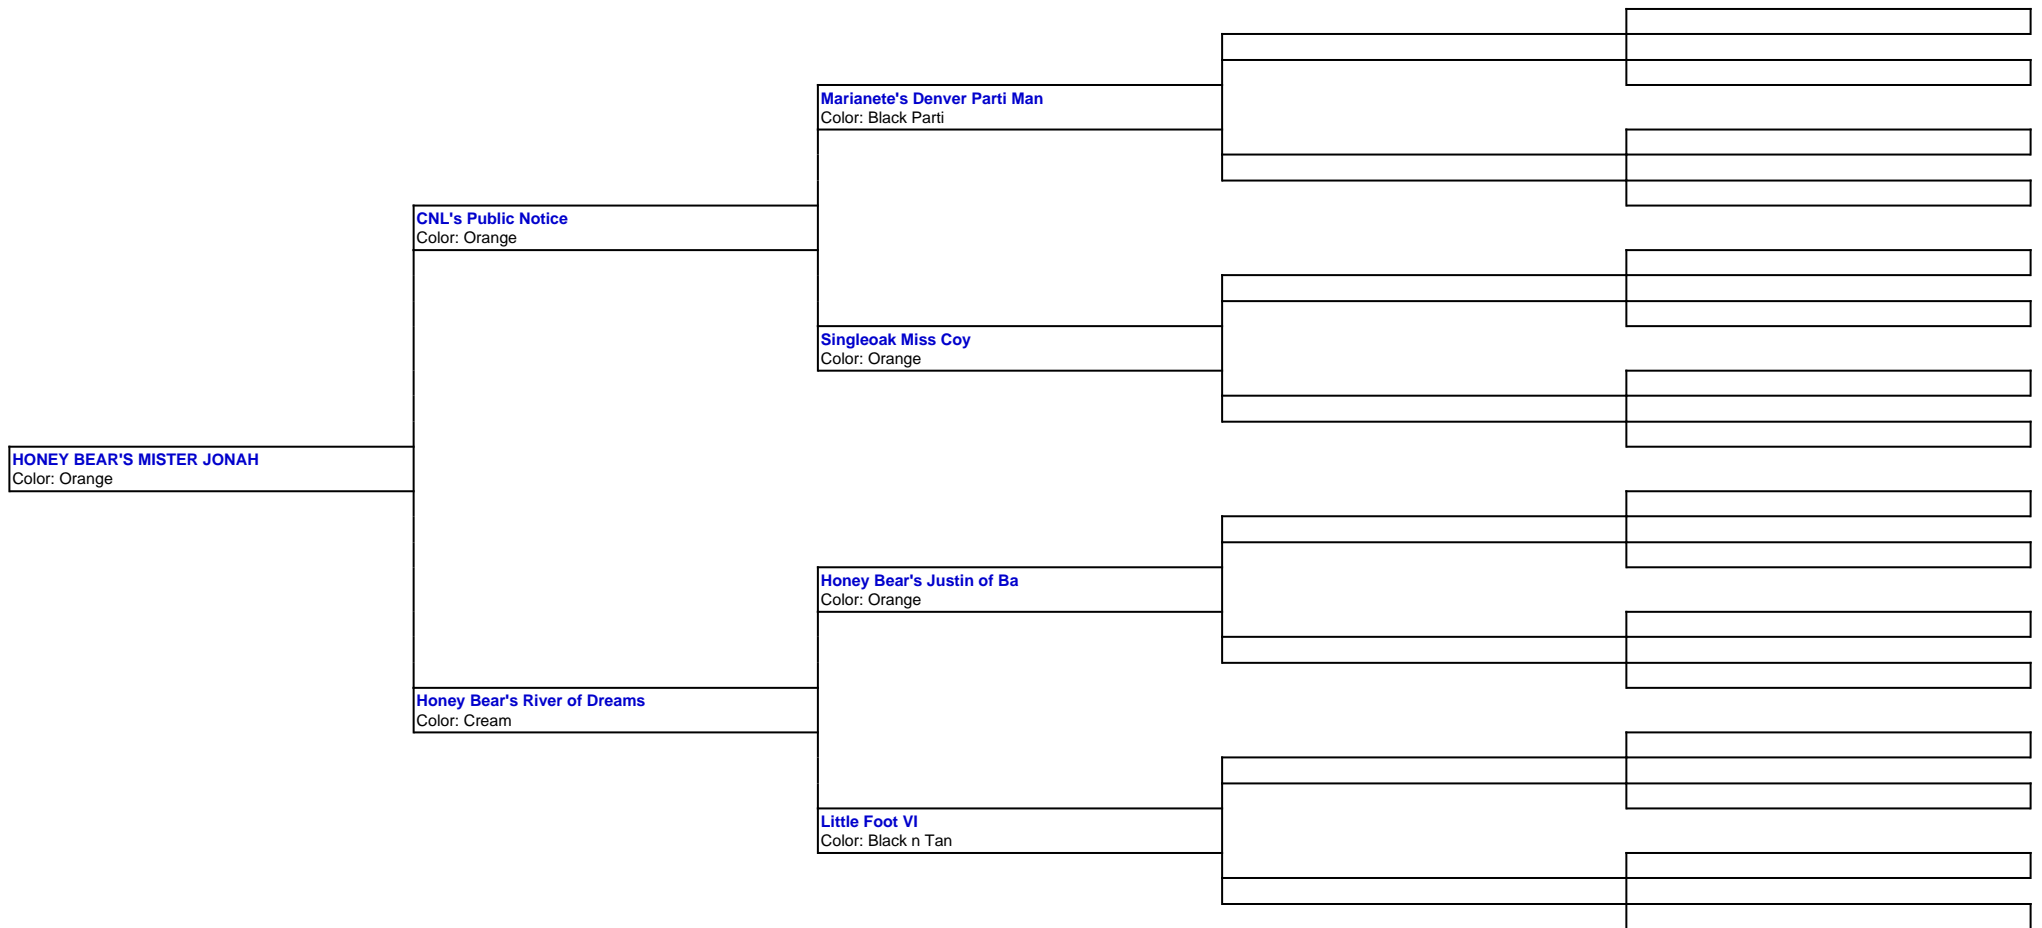 Marianete's Denver Parti Man
Color: Black Parti
CNL's Public Notice
Color: Orange
Singleoak Miss Coy
Color: Orange
HONEY BEAR'S MISTER JONAH
Color: Orange
Honey Bear's Justin of Ba
Color: Orange
Honey Bear's River of Dreams
Color: Cream
Little Foot VI
Color: Black n Tan